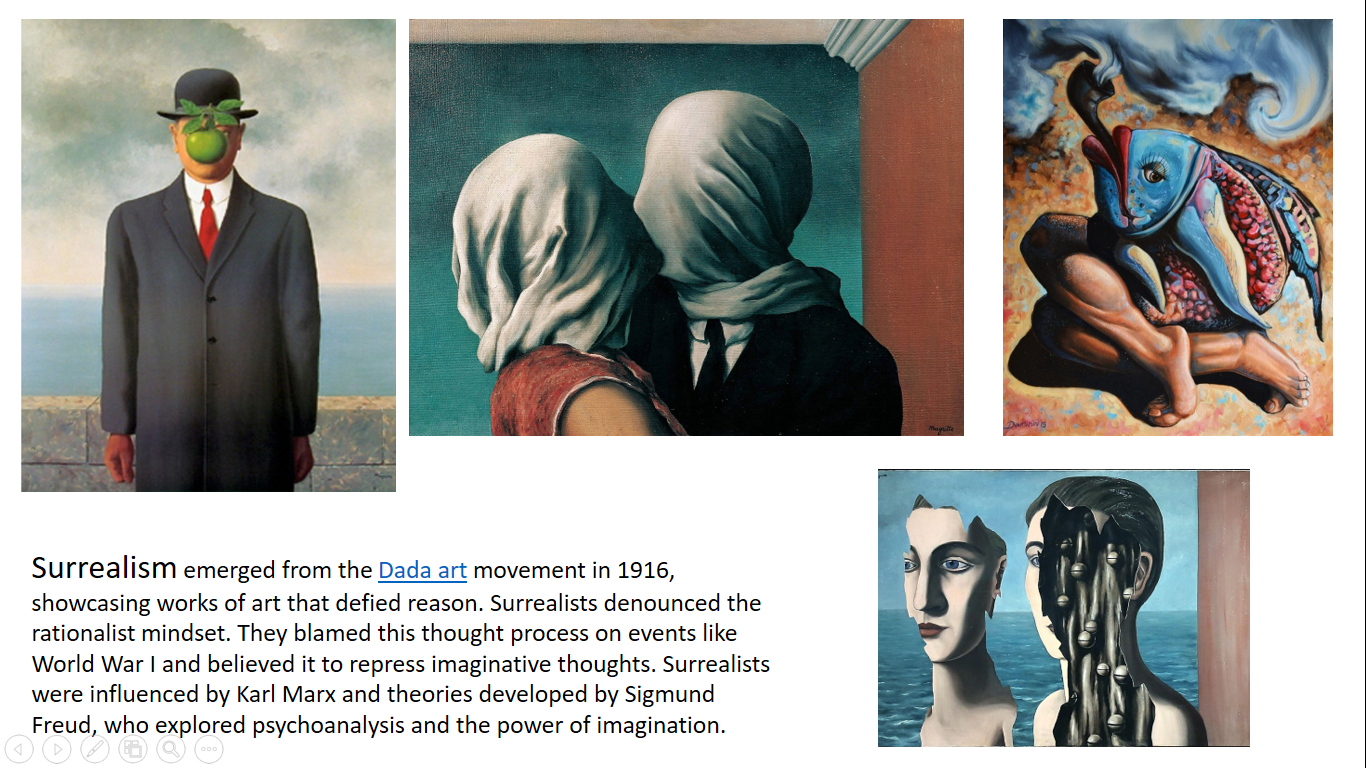 Magritte
Surrealism emerged from the Dada art movement in 1916,
showcasing works of art that defied reason. Surrealists denounced the
rationalist mindset. They blamed this thought process on events like
World War I and believed it to repress imaginative thoughts. Surrealists
were influenced by Karl Marx and theories developed by Sigmund
Freud, who explored psychoanalysis and the power of imagination.